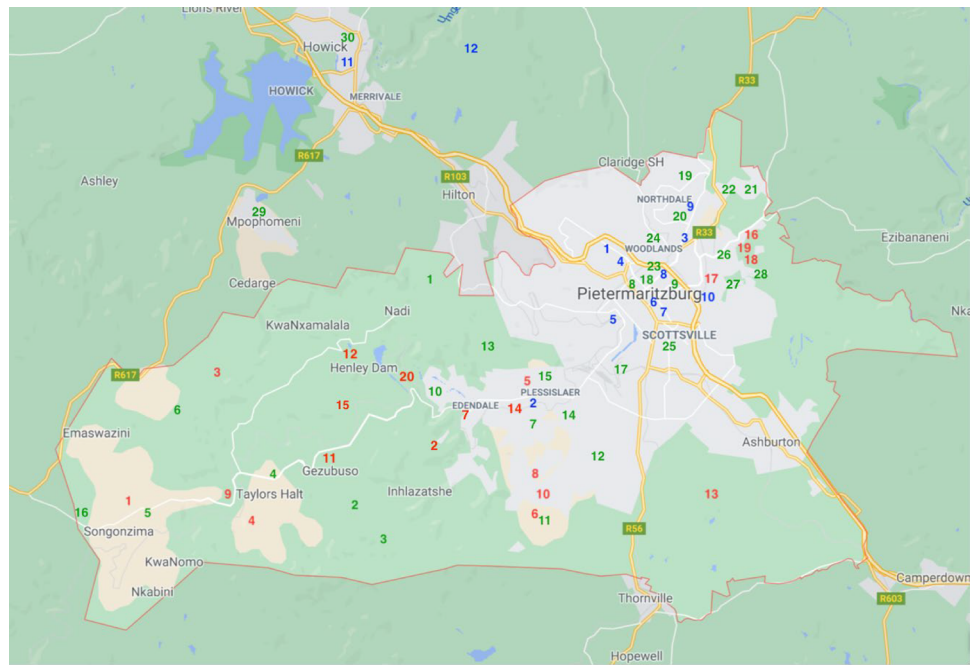 Lions River
30
Howick
12
11
HOWICK
MERRIVALE
R33
R617
Claridge SH
Ashley
R103
19
22 21
Hilton
NORTHDALE
9
29
20
Mpophomeni
16
24 3 R33
Ezibananeni
1 WOODLANDS
19
26
4
18
23
28
Cedarge
1
8
18 17
8 9 27
Pietermaritzburg
10
6
Nadi
7
KwaNxamalala
5
SCOTTSVILLE
13 25
12
Henley Dam
17
R617
3
20
15
5
10
PLESSISLAER
15
EDENDALE 14 2
6
7 14
7
Emaswazini
2
Ashburton
12
11
Gezubuso
4
8
9 Taylors Halt
Inhlazatshe
10
13
1
2
16 5
6
4
11
Songonzima
R56
3
KwaNomo
Camperdown
Nkabini
Thornville
R603
Hopewell